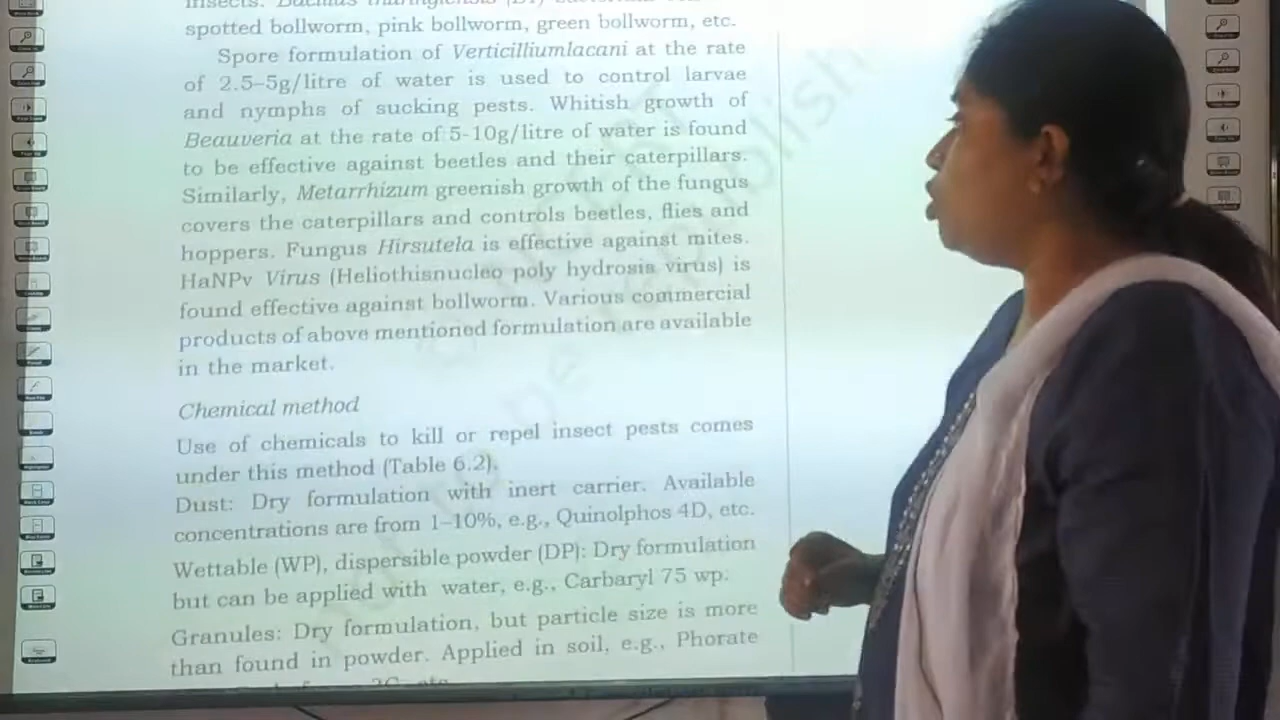 insects. Bacillus thuringiensis (BT)
spotted bollworm, pink bollworm, green bollworm, etc.
Spore formulation of Verticilliumlacani at the rate
of 2.5–5g/litre of water is used to control larvae
and nymphs of sucking pests. Whitish growth of
Beauveria at the rate of 5-10g/litre of water is found
to be effective against beetles and their caterpillars.
Similarly, Metarrhizum greenish growth of the fungus
covers the caterpillars and controls beetles, flies and
hoppers. Fungus Hirsutela is effective against mites.
HaNPv Virus (Heliothisnucleo poly hydrosis virus) is
found effective against bollworm. Various commercial
products of above mentioned formulation are available
in the market.
Chemical method
Use of chemicals to kill or repel insect pests comes
under this method (Table 6.2).
Dust: Dry formulation with inert carrier. Available
concentrations are from 1–10%, e.g., Quinolphos 4D, etc.
Wettable (WP), dispersible powder (DP): Dry formulation
but can be applied with water, e.g., Carbaryl 75 wp.
Granules: Dry formulation, but particle size is more
than found in powder. Applied in soil, e.g., Phorate